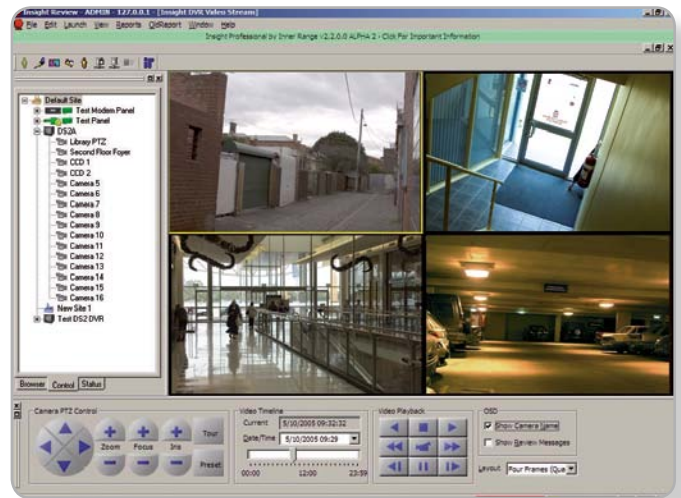 Insight Review - ADMIN - 127.0.0.1 - [Insight DVR Video Stream]
File Edit Launch View Reports OldReport Window Help
Insight Professional by Inner Range v2.2.0.0 ALPHA 2 - Click For Important Information
Default Site
Test Modem Panel
Test Panel
DS2A
Library PTZ
Second Floor Foyer
CCD 1
CCD 2
Camera 5
Camera 6
Camera 7
Camera 8
Camera 9
Camera 10
Camera 11
Camera 12
Camera 13
Camera 14
Camera 15
Camera 16
New Site 1
Test DS2 DVR
Browser Control Status
Camera PTZ Control
Zoom Focus Iris
Tour
Preset
Video Timeline
Current 5/10/2005 09:32:32
Date/Time 5/10/2005 09:29
00:00 12:00 23:59
Video Playback
OSD
Show Camera Name
Show Review Messages
Layout Four Frames (Qua